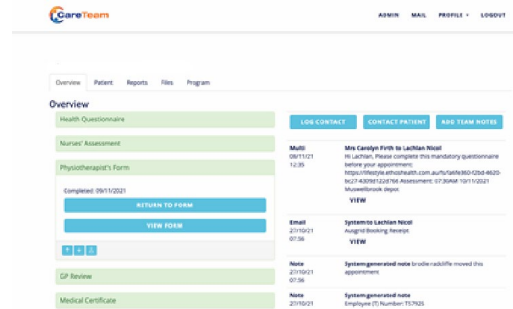 CareTeam
ADMIN MAIL PROFILE LOGOUT
Overview Patient Reports Files Program
Overview
Health Questionnaire
Nurses' Assessment
Physiotherapist's Form
Completed: 09/11/2021
RETURN TO FORM
VIEW FORM
GP Review
Medical Certificate
LOG CONTACT CONTACT PATIENT ADD TEAM NOTES
Multi
08/11/21
12:35
Mrs Carolyn Firth to Lachlan Nicol
Hi Lachlan, Please complete this mandatory questionnaire
before your appointment:
Assessment: 07:30AM 10/11/2021
Muswellbrook depot.
VIEW
Email
27/10/21
07:56
System to Lachlan Nicol
Ausgrid Booking Receipt
VIEW
Note
27/10/21
07:56
System generated note brodie radcliffe moved this
appointment
Note
27/10/21
System generated note
Employee (T) Number: T57925